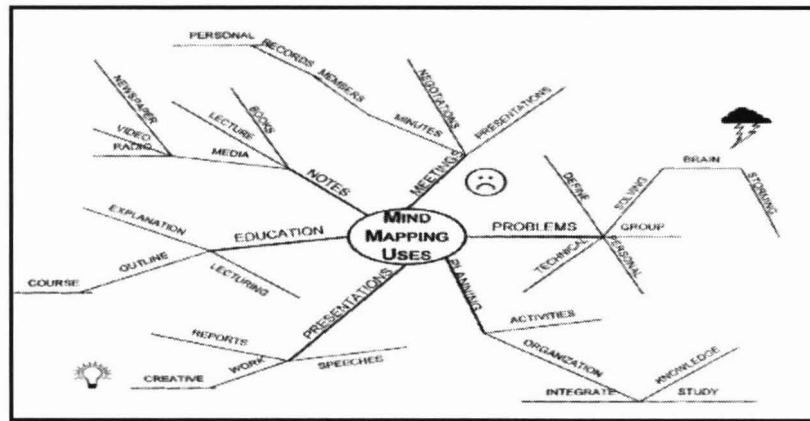 PERSONAL
RECORDS
MEMBERS
MINUTES
NEGOTATIONS
PRESENTATIONS
MEETINGS
NEWSPAPER
VIDEO
RADIO
MEDIA
LECTURE
BOOKS
NOTES
EXPLANATION
EDUCATION
OUTLINE
LECTURING
COURSE
MIND
MAPPING
USES
PROBLEMS
DEFINE
SOLVING
BRAIN
STORMING
GROUP
PERSONAL
TECHNICAL
PLANNING
ACTIVITIES
ORGANIZATION
INTEGRATE
KNOWLEDGE
STUDY
PRESENTATIONS
REPORTS
WORK
CREATIVE
SPEECHES